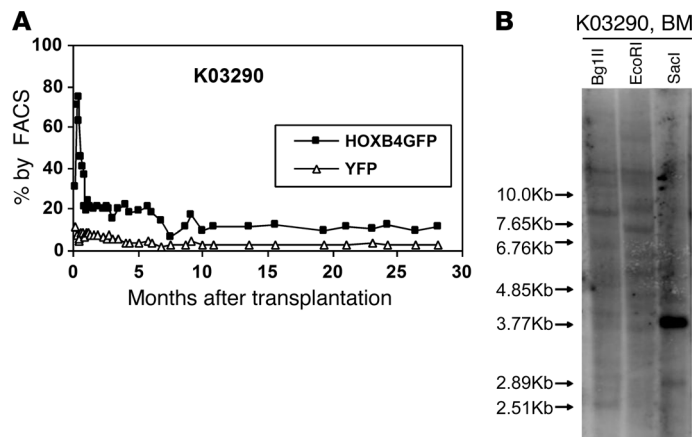 A
% by FACS
100
80
60
40
20
0
K03290
HOXB4GFP
YFP
0 5 10 15 20 25 30
Months after transplantation
B
K03290, BM
Bg1II
EcoRI
SacI
10.0Kb
7.65Kb
6.76Kb
4.85Kb
3.77Kb
2.89Kb
2.51Kb